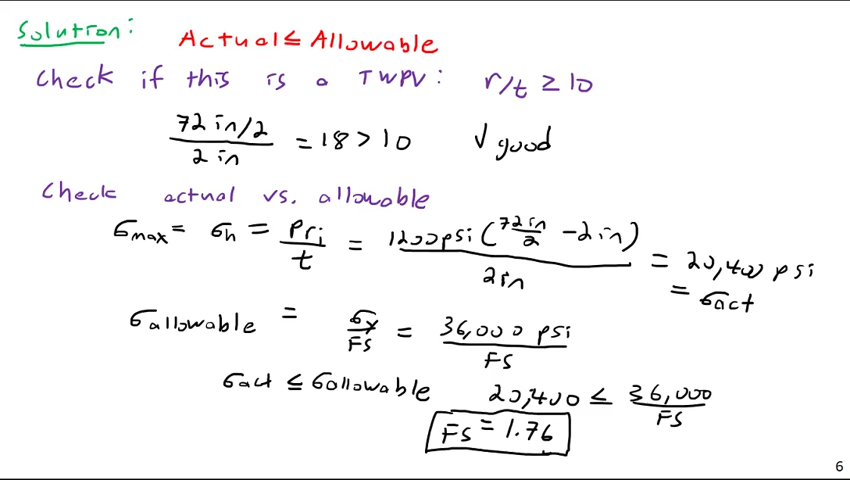 Solution:
Actual ≤ Allowable
Check if this is a TWPV: r/t ≥ 10
72 in/2 / 2 in = 18 > 10 √ good
Check actual vs. allowable
σmax = σh = Pri / t = 1200 psi (72 in/2 - 2 in) / 2 in = 20,400 psi
= σact
σallowable = σy / FS = 36,000 psi / FS
σact ≤ σallowable 20,400 ≤ 36,000 / FS
FS = 1.76
6